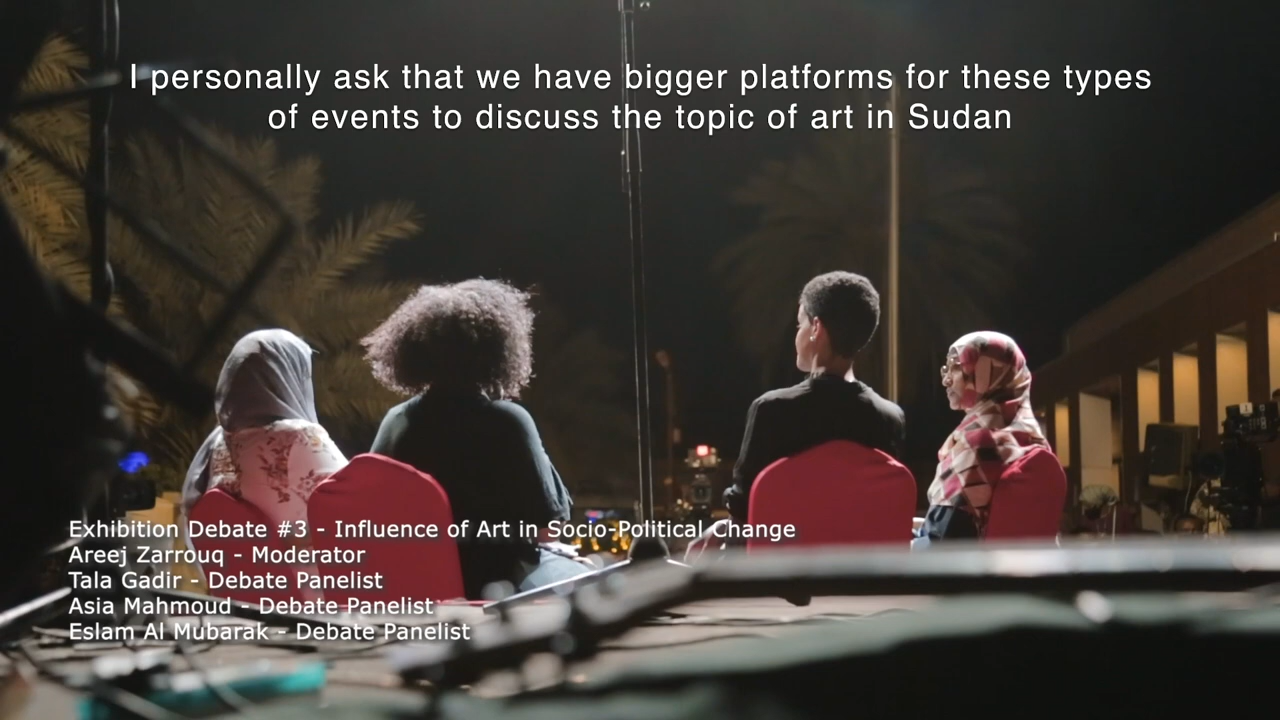 I personally ask that we have bigger platforms for these types
of events to discuss the topic of art in Sudan
Exhibition Debate #3 - Influence of Art in Socio-Political Change
Areej Zarrouq - Moderator
Tala Gadir - Debate Panelist
Asia Mahmoud - Debate Panelist
Eslam Al Mubarak - Debate Panelist